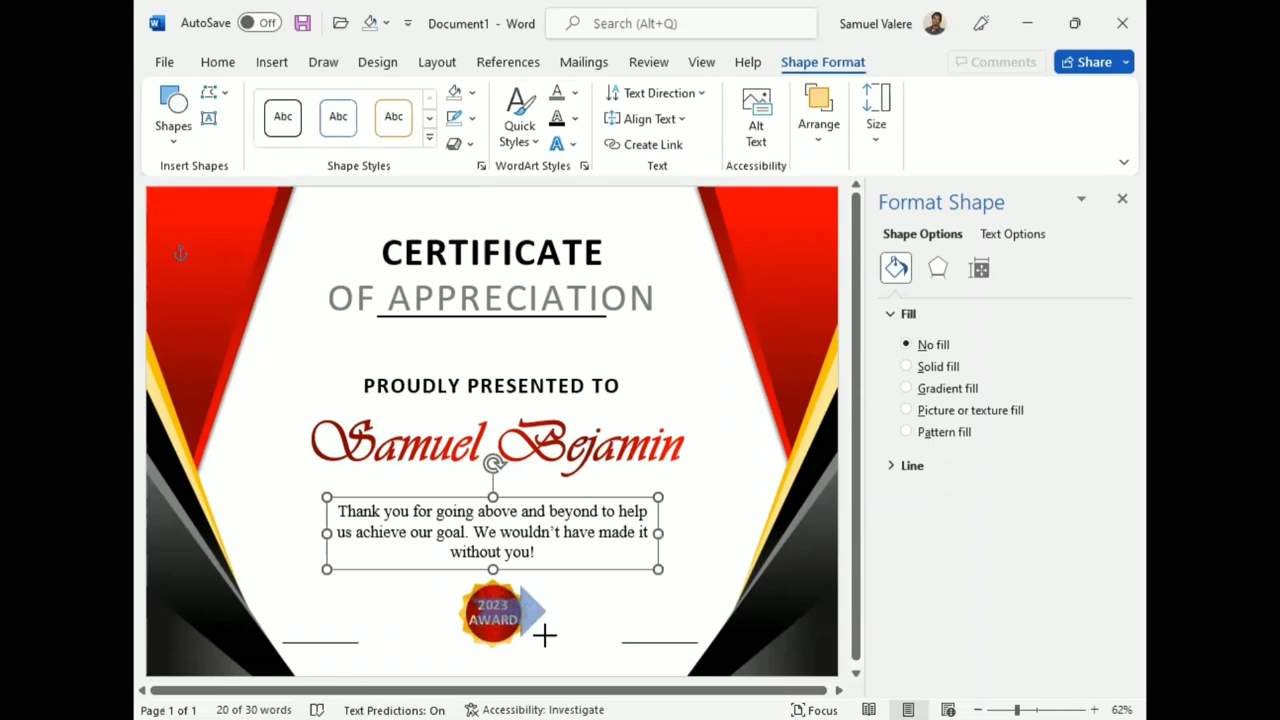 AutoSave Off Document1 - Word Search (Alt+Q) Samuel Valere
File Home Insert Draw Design Layout References Mailings Review View Help Shape Format Comments Share
Shapes
Insert Shapes
Abc Abc Abc
Shape Styles
Quick
Styles
A A A
WordArt Styles
Text Direction
Align Text
Create Link
Text
Alt
Text
Accessibility
Arrange
Size
CERTIFICATE
OF APPRECIATION
PROUDLY PRESENTED TO
Samuel Bejamin
Thank you for going above and beyond to help
us achieve our goal. We wouldn't have made it
without you!
2023
AWARD
Format Shape
Shape Options Text Options
Fill
No fill
Solid fill
Gradient fill
Picture or texture fill
Pattern fill
Line
Page 1 of 1 20 of 30 words Text Predictions: On Accessibility: Investigate Focus 62%